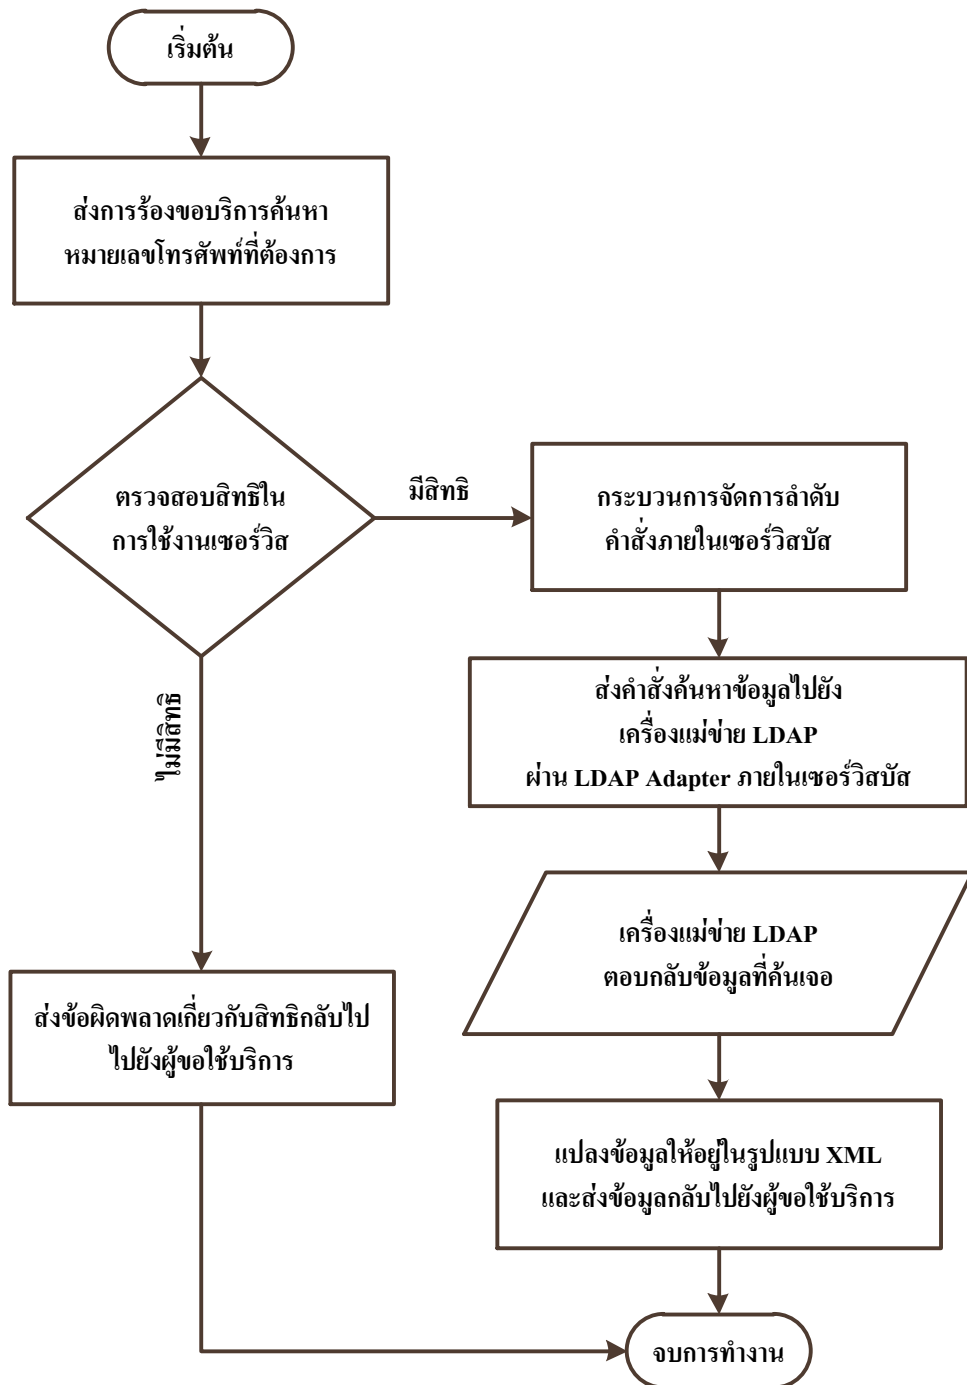 เริ่มต้น
ส่งการร้องขอบริการค้นหา
หมายเลขโทรศัพท์ที่ต้องการ
ตรวจสอบสิทธิใน
การใช้งานเซอร์วิส
มีสิทธิ
กระบวนการจัดการลำดับ
คำสั่งภายในเซอร์วิสบัส
ส่งคำสั่งค้นหาข้อมูลไปยัง
เครื่องแม่ข่าย LDAP
ผ่าน LDAP Adapter ภายในเซอร์วิสบัส
ไม่มีสิทธิ
เครื่องแม่ข่าย LDAP
ตอบกลับข้อมูลที่ค้นเจอ
ส่งข้อผิดพลาดเกี่ยวกับสิทธิกลับไป
ไปยังผู้ขอใช้บริการ
แปลงข้อมูลให้อยู่ในรูปแบบ XML
และส่งข้อมูลกลับไปยังผู้ขอใช้บริการ
จบการทำงาน